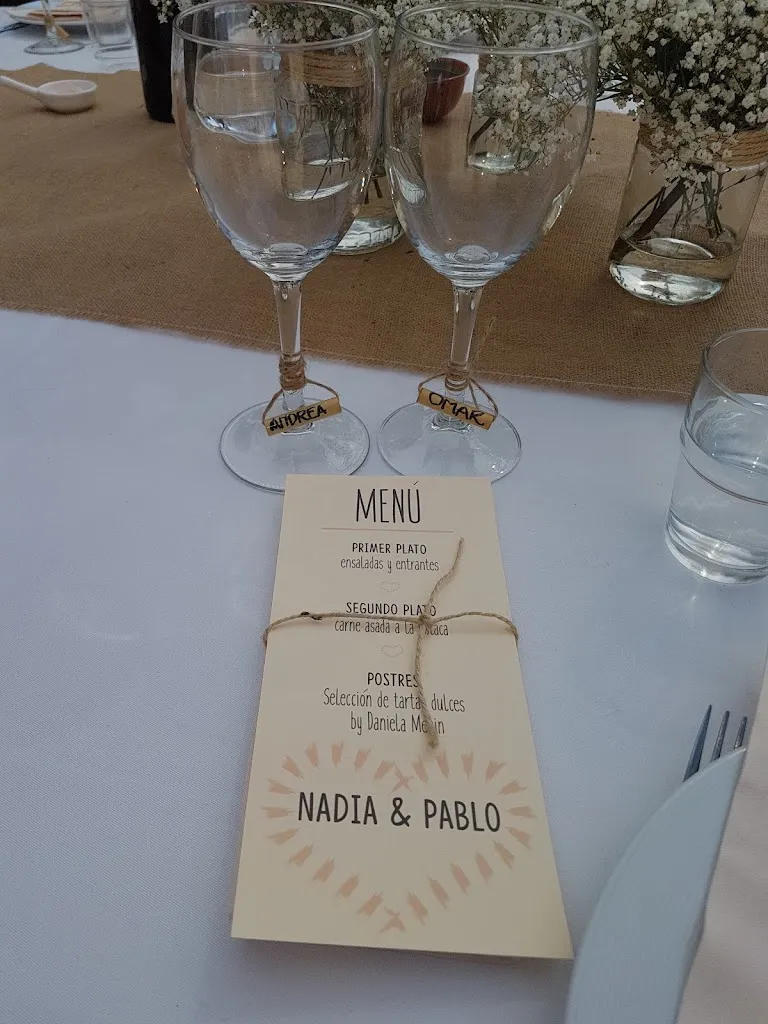 ANDREA
OMAR
MENÚ
PRIMER PLATO
ensaladas y entrantes
SEGUNDO PLATO
carne asada a la
POSTRES
Selección de tartas dulces
by Daniela
NADIA & PABLO